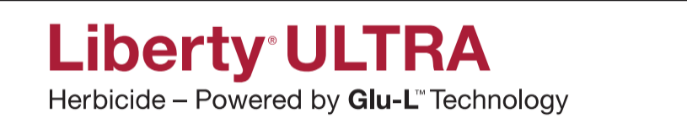 Liberty® ULTRA
Herbicide – Powered by Glu-L™ Technology